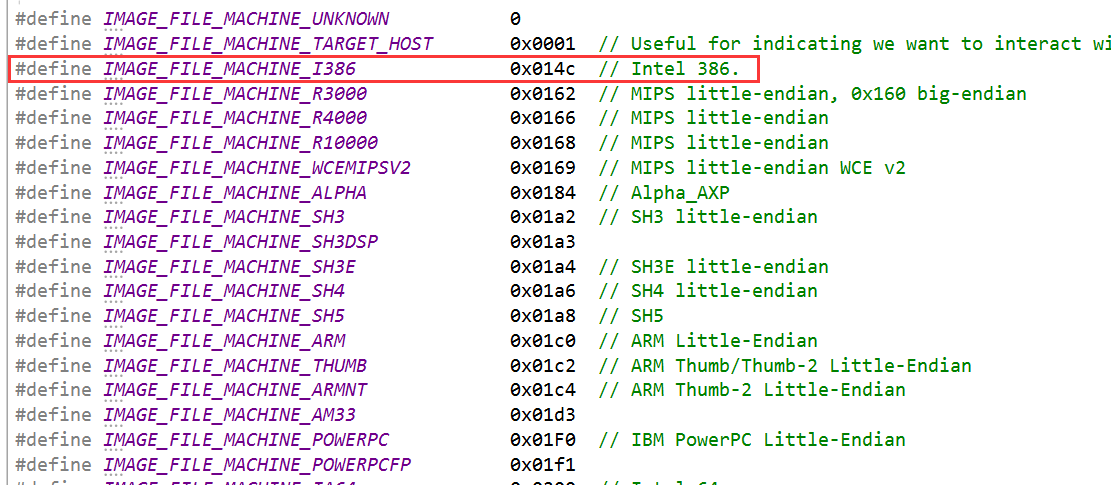 #define IMAGE_FILE_MACHINE_UNKNOWN 0
#define IMAGE_FILE_MACHINE_TARGET_HOST 0x0001 // Useful for indicating we want to interact wi
#define IMAGE_FILE_MACHINE_I386 0x014c // Intel 386.
#define IMAGE_FILE_MACHINE_R3000 0x0162 // MIPS little-endian, 0x160 big-endian
#define IMAGE_FILE_MACHINE_R4000 0x0166 // MIPS little-endian
#define IMAGE_FILE_MACHINE_R10000 0x0168 // MIPS little-endian
#define IMAGE_FILE_MACHINE_WCEMIPSV2 0x0169 // MIPS little-endian WCE v2
#define IMAGE_FILE_MACHINE_ALPHA 0x0184 // Alpha_AXP
#define IMAGE_FILE_MACHINE_SH3 0x01a2 // SH3 little-endian
#define IMAGE_FILE_MACHINE_SH3DSP 0x01a3
#define IMAGE_FILE_MACHINE_SH3E 0x01a4 // SH3E little-endian
#define IMAGE_FILE_MACHINE_SH4 0x01a6 // SH4 little-endian
#define IMAGE_FILE_MACHINE_SH5 0x01a8 // SH5
#define IMAGE_FILE_MACHINE_ARM 0x01c0 // ARM Little-Endian
#define IMAGE_FILE_MACHINE_THUMB 0x01c2 // ARM Thumb/Thumb-2 Little-Endian
#define IMAGE_FILE_MACHINE_ARMNT 0x01c4 // ARM Thumb-2 Little-Endian
#define IMAGE_FILE_MACHINE_AM33 0x01d3
#define IMAGE_FILE_MACHINE_POWERPC 0x01F0 // IBM PowerPC Little-Endian
#define IMAGE_FILE_MACHINE_POWERPCFP 0x01f1
#define IMAGE_FILE_MACHINE_IA64 0x0200 // Intel 64